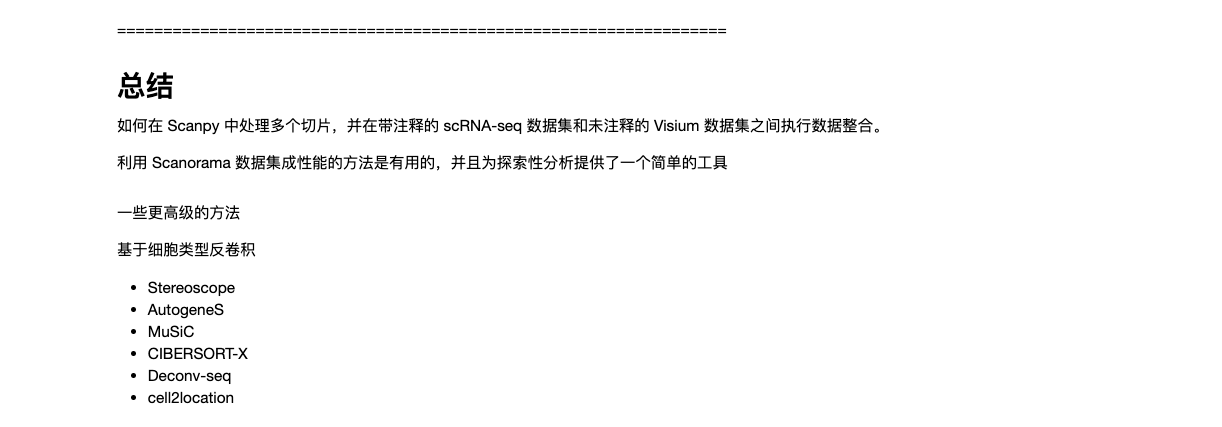 ==================================================================
总结
如何在 Scanpy 中处理多个切片，并在带注释的 scRNA-seq 数据集和未注释的 Visium 数据集之间执行数据整合。
利用 Scanorama 数据集成性能的方法是有用的，并且为探索性分析提供了一个简单的工具
一些更高级的方法
基于细胞类型反卷积
• Stereoscope
• AutogeneS
• MuSiC
• CIBERSORT-X
• Deconv-seq
• cell2location